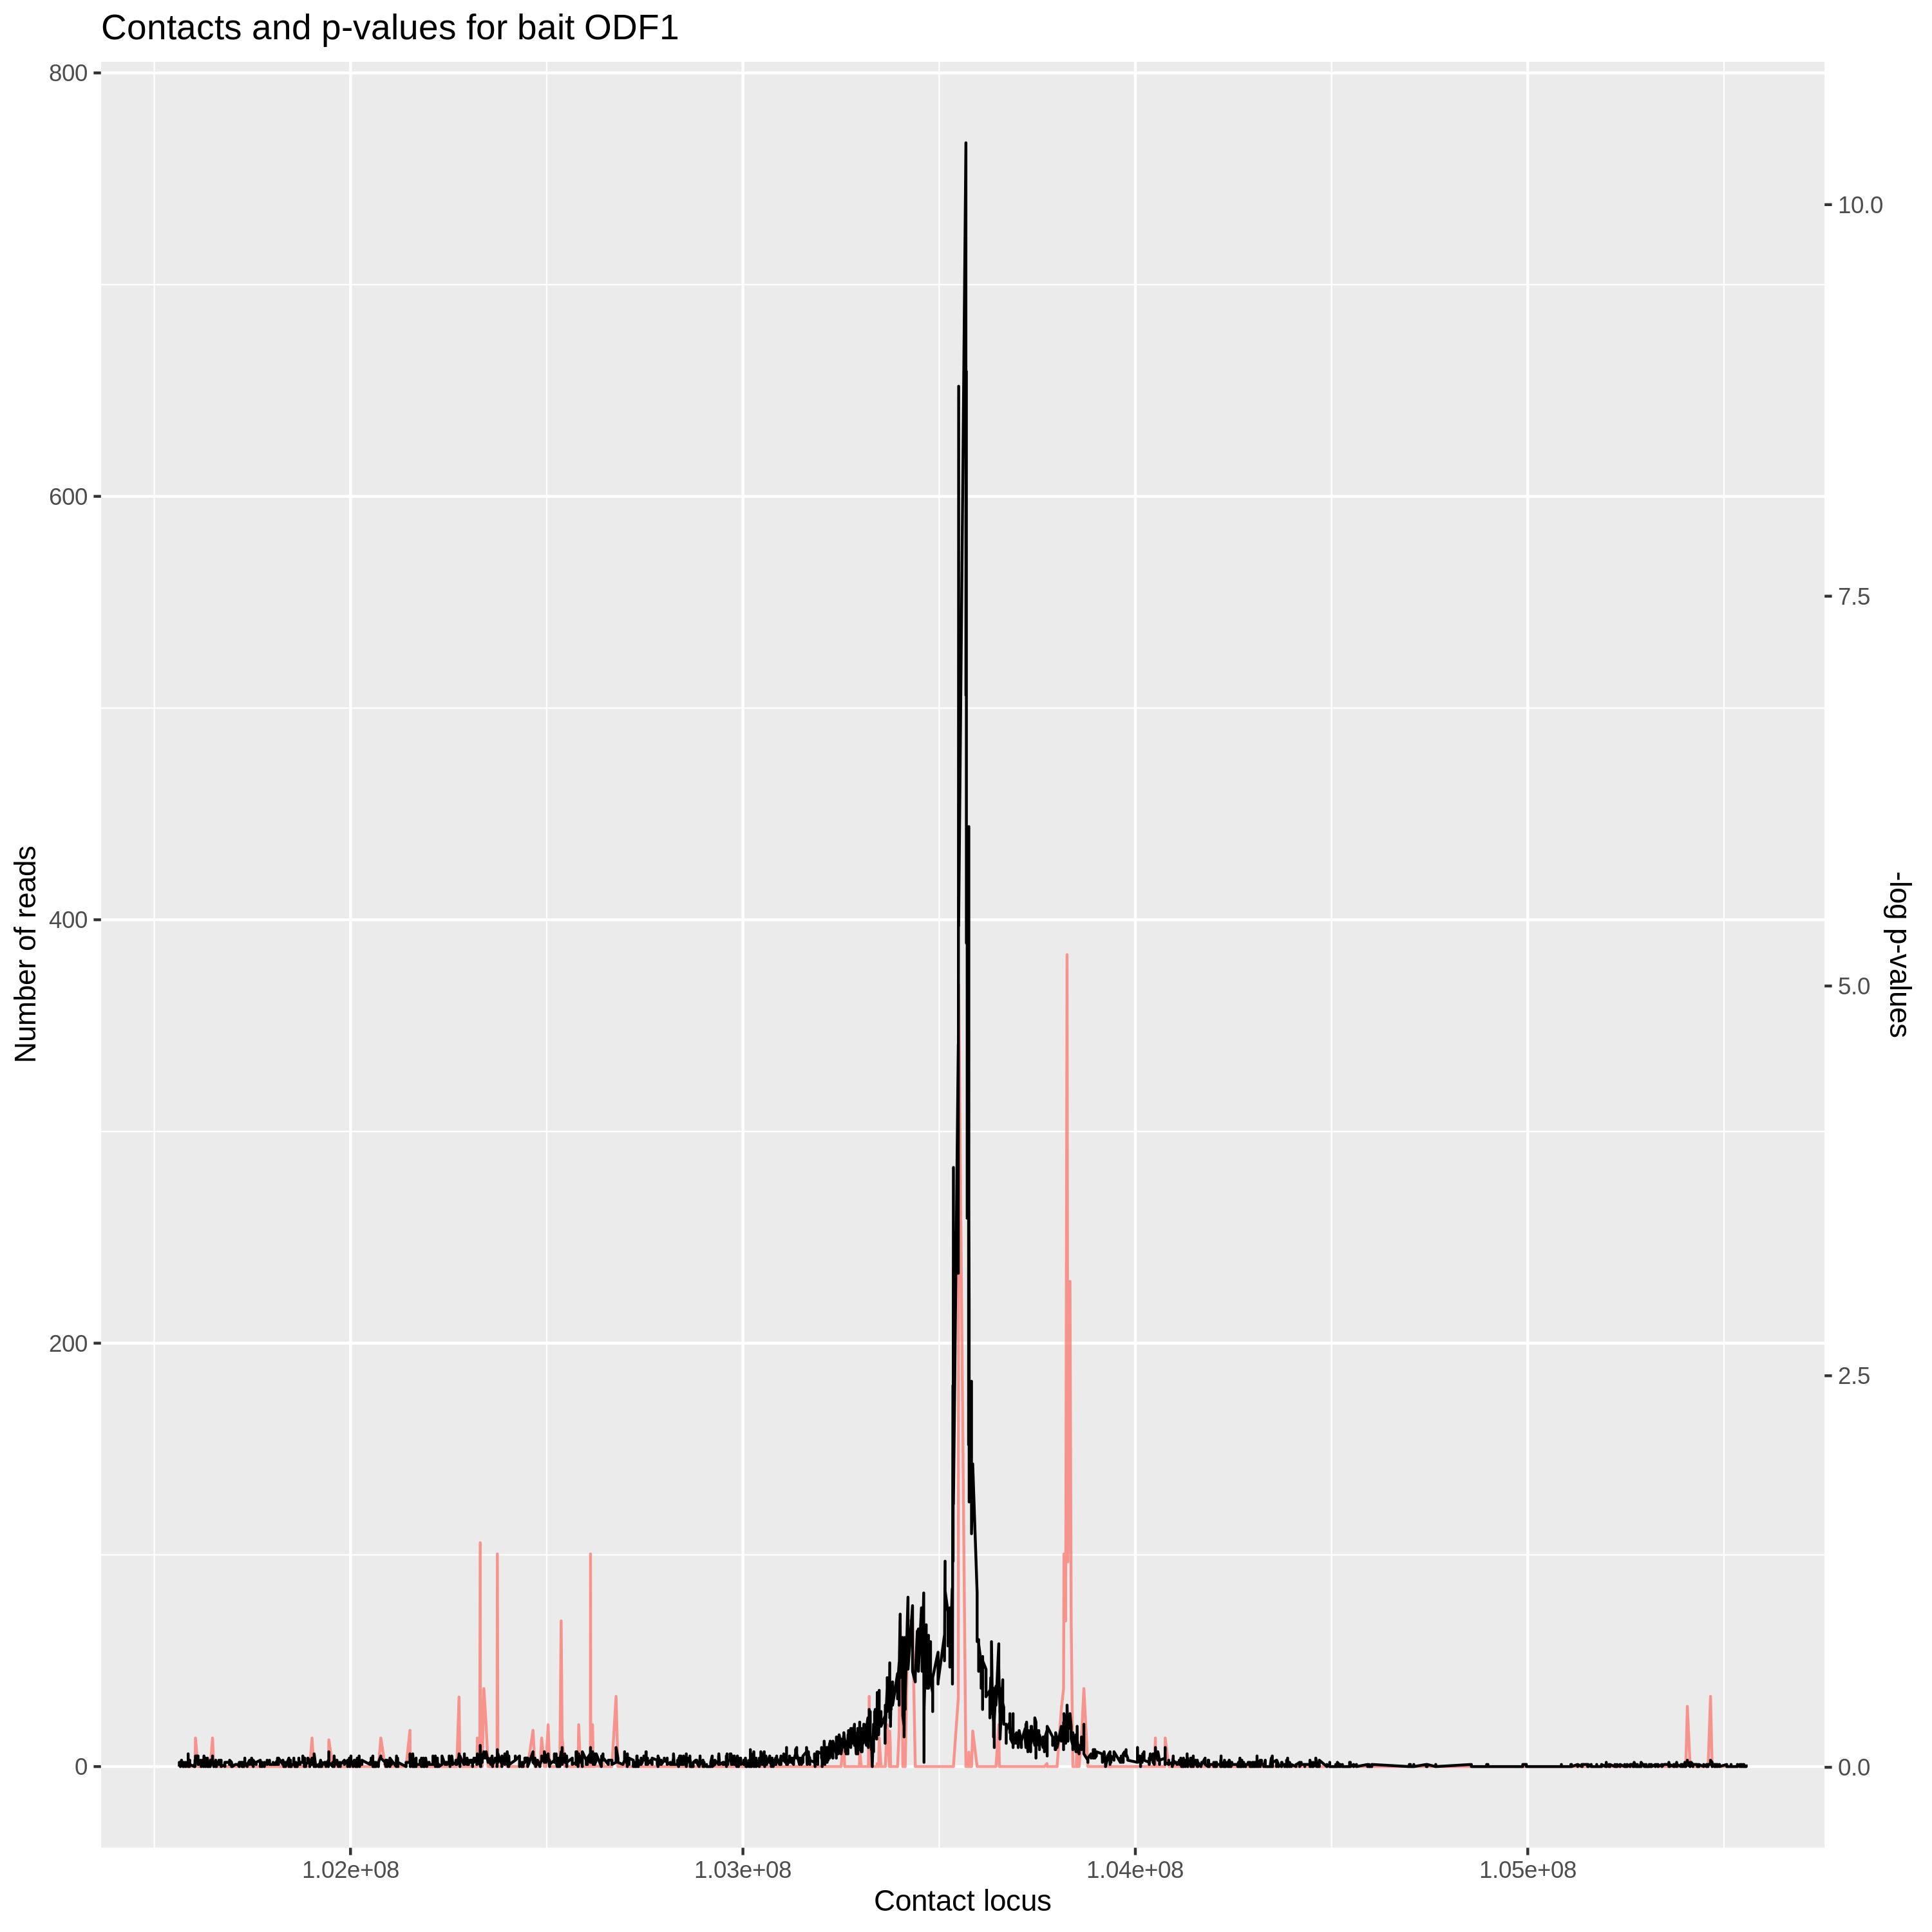 Contacts and p-values for bait ODF1
800
600
400
200
0
Number of reads
10.0
7.5
5.0
2.5
0.0
-log p-values
1.02e+08
1.03e+08
1.04e+08
1.05e+08
Contact locus